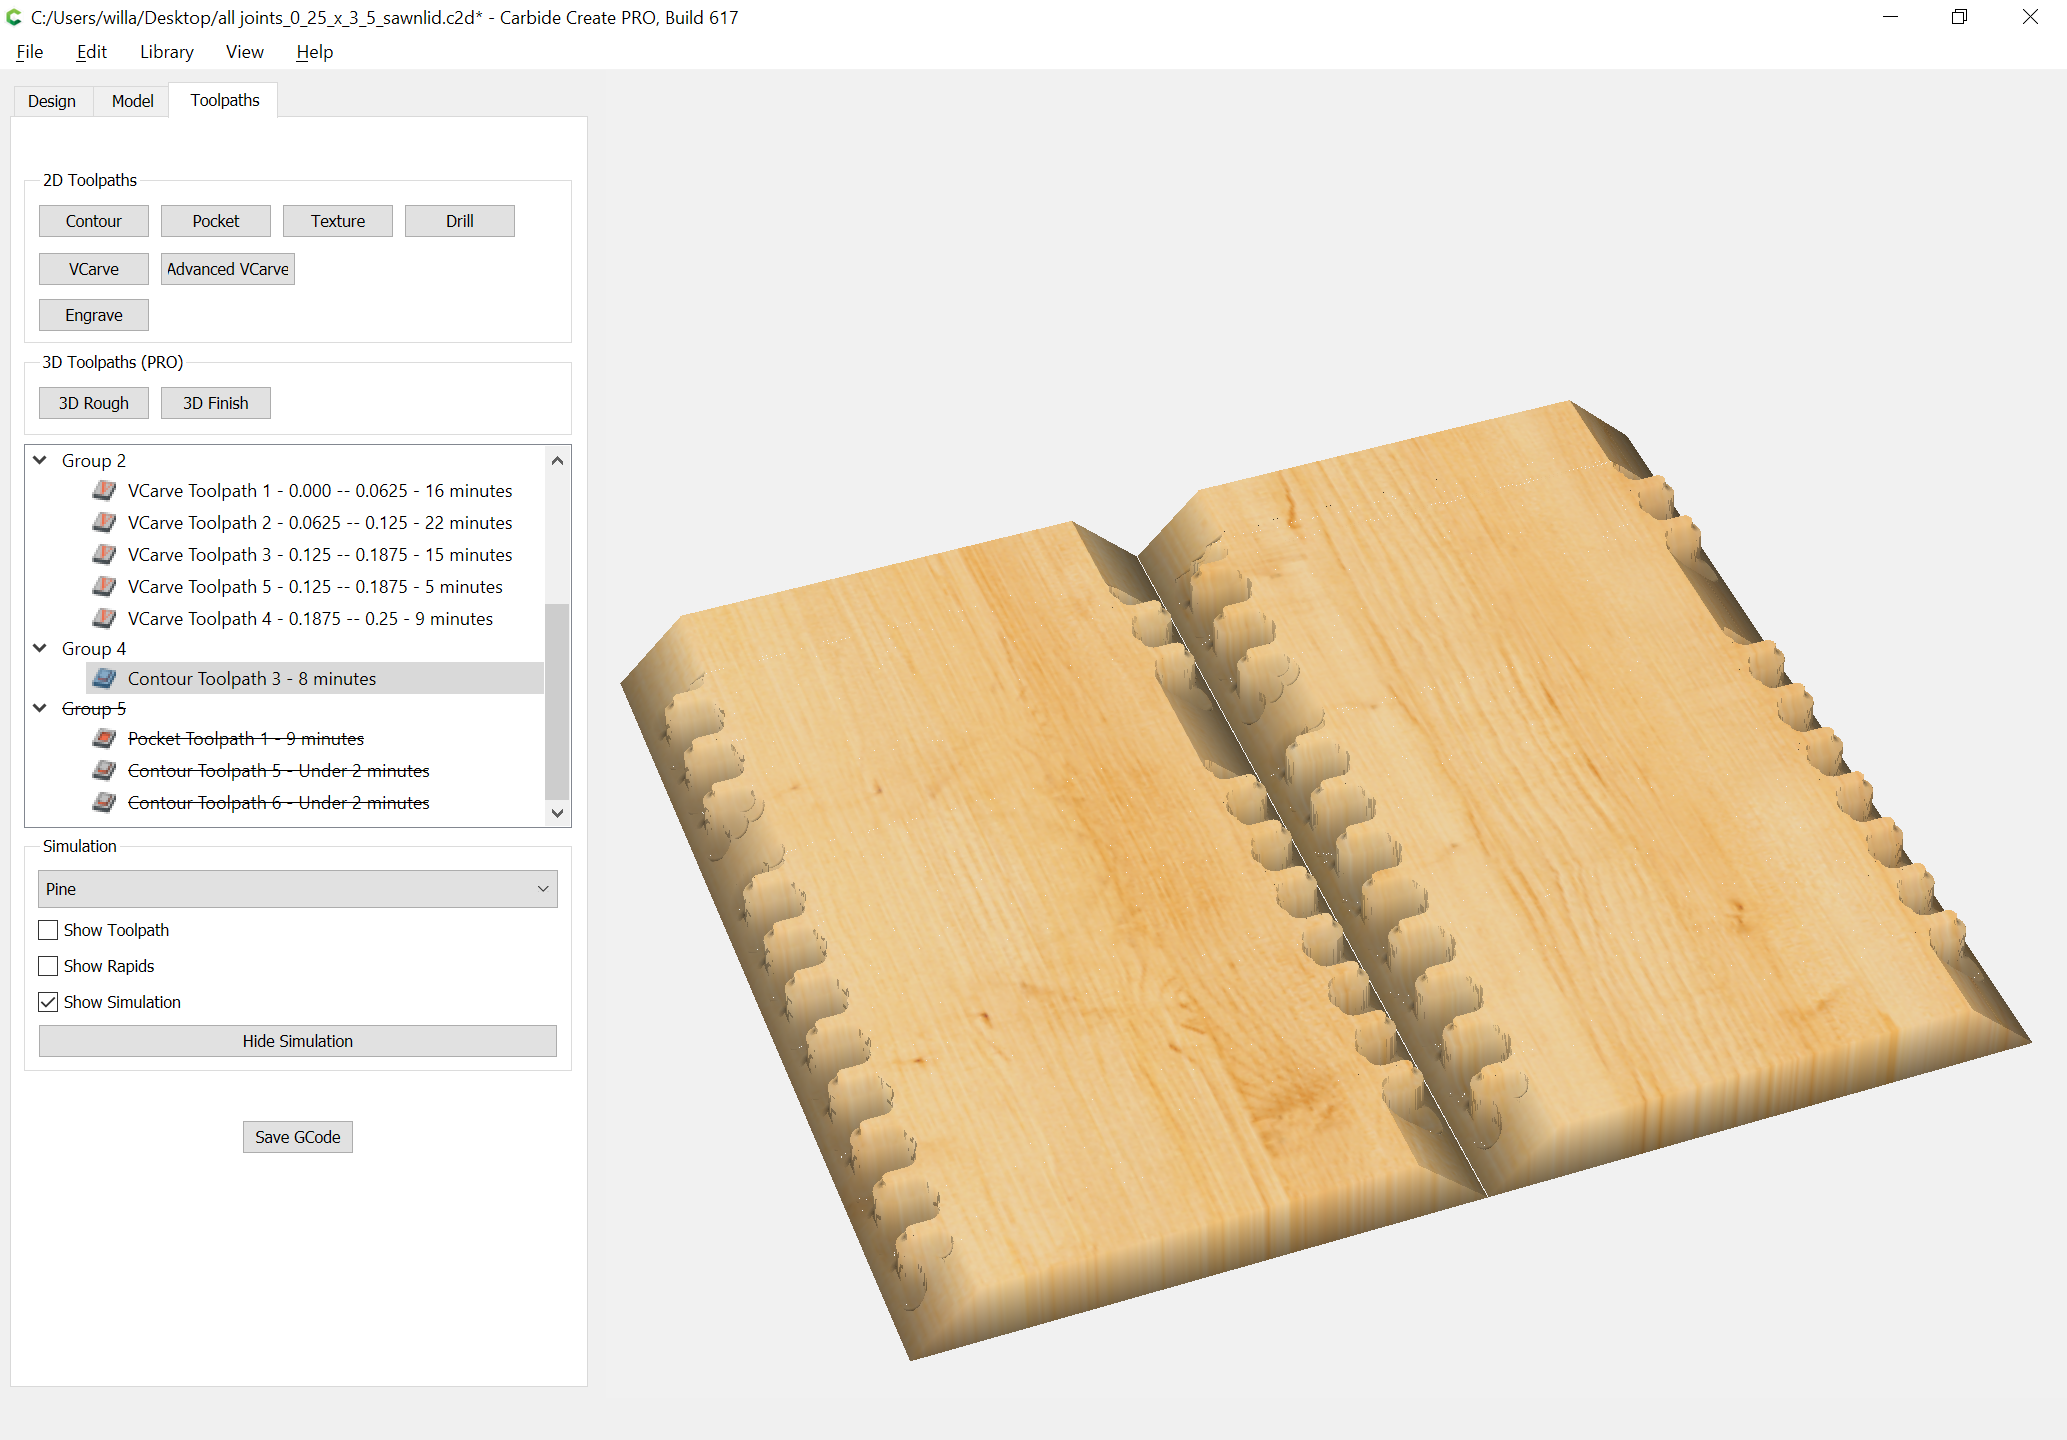 C:/Users/willa/Desktop/all joints_0_25_x_3_5_sawnlid.c2d* - Carbide Create PRO, Build 617
File Edit Library View Help
Design Model Toolpaths
2D Toolpaths
Contour Pocket Texture Drill
VCarve Advanced VCarve
Engrave
3D Toolpaths (PRO)
3D Rough 3D Finish
Group 2
VCarve Toolpath 1 - 0.000 -- 0.0625 - 16 minutes
VCarve Toolpath 2 - 0.0625 -- 0.125 - 22 minutes
VCarve Toolpath 3 - 0.125 -- 0.1875 - 15 minutes
VCarve Toolpath 5 - 0.125 -- 0.1875 - 5 minutes
VCarve Toolpath 4 - 0.1875 -- 0.25 - 9 minutes
Group 4
Contour Toolpath 3 - 8 minutes
Group 5
Pocket Toolpath 1 - 9 minutes
Contour Toolpath 5 - Under 2 minutes
Contour Toolpath 6 - Under 2 minutes
Simulation
Pine
Show Toolpath
Show Rapids
Show Simulation
Hide Simulation
Save GCode